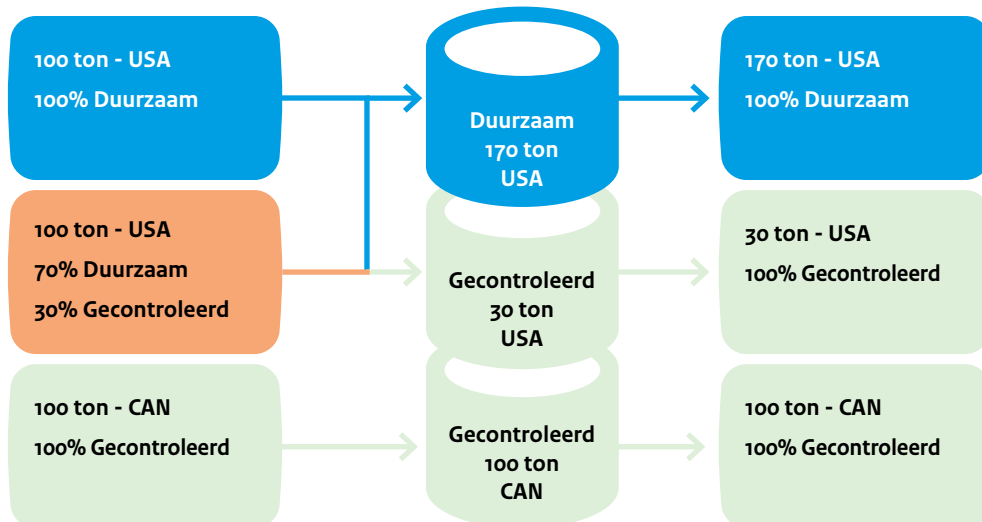 100 ton - USA
100% Duurzaam
Duurzaam
170 ton
USA
170 ton - USA
100% Duurzaam
100 ton - USA
70% Duurzaam
30% Gecontroleerd
Gecontroleerd
30 ton
USA
30 ton - USA
100% Gecontroleerd
100 ton - CAN
100% Gecontroleerd
Gecontroleerd
100 ton
CAN
100 ton - CAN
100% Gecontroleerd